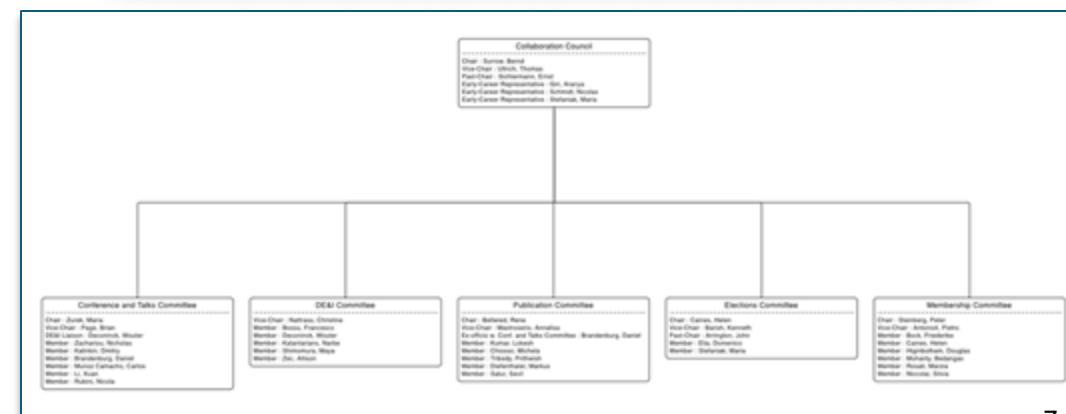 Collaboration Council
Chair : Surrow, Bernd
Vice-Chair : Ullrich, Thomas
Past-Chair : Sichtermann, Ernst
Early-Career Representative : Giri, Ananya
Early-Career Representative : Schmidt, Nicolas
Early-Career Representative : Stefaniak, Maria
Conference and Talks Committee
Chair : Zurek, Maria
Vice-Chair : Page, Brian
DE&I Liaison : Deconinck, Wouter
Member : Zachariou, Nicholas
Member : Kalinkin, Dmitry
Member : Brandenburg, Daniel
Member : Munoz Camacho, Carlos
Member : Li, Xuan
Member : Rubini, Nicola
DE&I Committee
Vice-Chair : Nattrass, Christine
Member : Bossu, Francesco
Member : Deconinck, Wouter
Member : Kalantarians, Narbe
Member : Shimomura, Maya
Member : Zec, Allison
Publication Committee
Chair : Bellwied, Rene
Vice-Chair : Mastroserio, Annalisa
Ex-officio w. Conf. and Talks Committee : Brandenburg, Daniel
Member : Kumar, Lokesh
Member : Chiosso, Michela
Member : Tribedy, Prithwish
Member : Diefenthaler, Markus
Member : Salur, Sevil
Elections Committee
Chair : Caines, Helen
Vice-Chair : Barish, Kenneth
Past-Chair : Arrington, John
Member : Elia, Domenico
Member : Stefaniak, Maria
Membership Committee
Chair : Steinberg, Peter
Vice-Chair : Antonioli, Pietro
Member : Bock, Friederike
Member : Caines, Helen
Member : Higinbotham, Douglas
Member : Mohanty, Bedangadas
Member : Rosati, Marzia
Member : Niccolai, Silvia